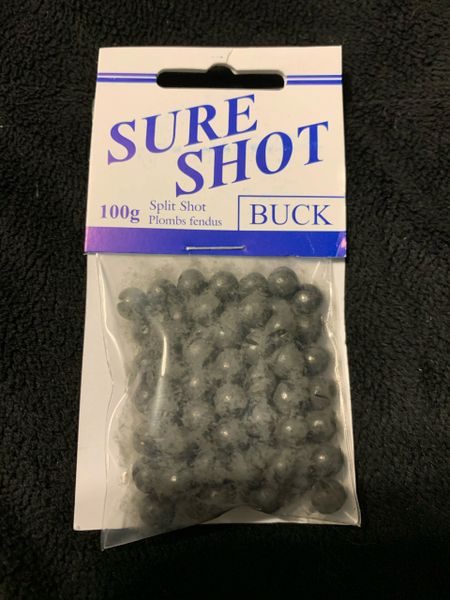 SURE
SHOT
100g
Split Shot
Plombs fendus
BUCK